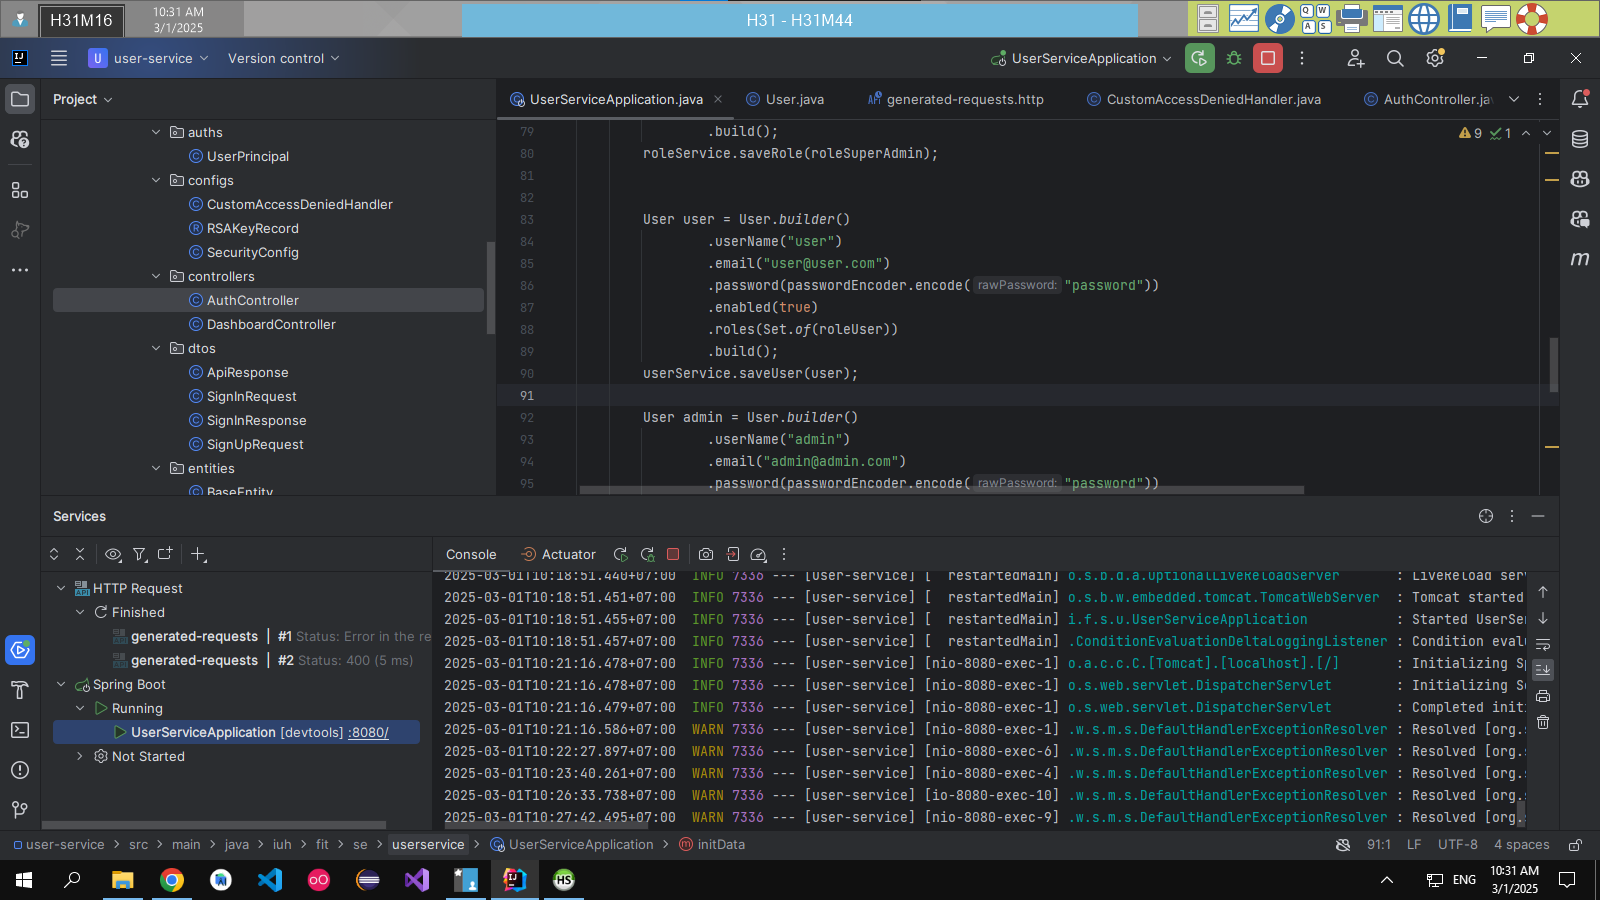 H31M16
10:31 AM
3/1/2025
H31 - H31M44
U user-service
Version control
UserServiceApplication
Project
UserServiceApplication.java
User.java
generated-requests.http
CustomAccessDeniedHandler.java
AuthController.ja
9
1
auths
UserPrincipal
configs
CustomAccessDeniedHandler
RSAKeyRecord
SecurityConfig
controllers
AuthController
DashboardController
dtos
ApiResponse
SignInRequest
SignInResponse
SignUpRequest
entities
BaseEntity
79 .build();
80 roleService.saveRole(roleSuperAdmin);
81
82
83 User user = User.builder()
84 .userName("user")
85 .email("user@user.com")
86 .password(passwordEncoder.encode( rawPassword: "password"))
87 .enabled(true)
88 .roles(Set.of(roleUser))
89 .build();
90 userService.saveUser(user);
91
92 User admin = User.builder()
93 .userName("admin")
94 .email("admin@admin.com")
95 .password(passwordEncoder.encode( rawPassword: "password"))
Services
HTTP Request
Finished
generated-requests | #1 Status: Error in the re
generated-requests | #2 Status: 400 (5 ms)
Spring Boot
Running
UserServiceApplication [devtools] :8080/
Not Started
Console
Actuator
2025-03-01T10:18:51.440+07:00 INFO 7336 --- [user-service] [ restartedMain] o.s.b.d.a.OptionalLiveReloadServer : LiveReload ser
2025-03-01T10:18:51.451+07:00 INFO 7336 --- [user-service] [ restartedMain] o.s.b.w.embedded.tomcat.TomcatWebServer : Tomcat started
2025-03-01T10:18:51.455+07:00 INFO 7336 --- [user-service] [ restartedMain] i.f.s.u.UserServiceApplication : Started UserSer
2025-03-01T10:18:51.457+07:00 INFO 7336 --- [user-service] [ restartedMain] .ConditionEvaluationDeltaLoggingListener : Condition evalu
2025-03-01T10:21:16.478+07:00 INFO 7336 --- [user-service] [nio-8080-exec-1] o.a.c.c.C.[Tomcat].[localhost].[/] : Initializing Sp
2025-03-01T10:21:16.478+07:00 INFO 7336 --- [user-service] [nio-8080-exec-1] o.s.web.servlet.DispatcherServlet : Initializing Se
2025-03-01T10:21:16.479+07:00 INFO 7336 --- [user-service] [nio-8080-exec-1] o.s.web.servlet.DispatcherServlet : Completed initi
2025-03-01T10:21:16.586+07:00 WARN 7336 --- [user-service] [nio-8080-exec-1] .w.s.m.s.DefaultHandlerExceptionResolver : Resolved [org.s
2025-03-01T10:22:27.897+07:00 WARN 7336 --- [user-service] [nio-8080-exec-6] .w.s.m.s.DefaultHandlerExceptionResolver : Resolved [org.s
2025-03-01T10:23:40.261+07:00 WARN 7336 --- [user-service] [nio-8080-exec-4] .w.s.m.s.DefaultHandlerExceptionResolver : Resolved [org.s
2025-03-01T10:26:33.738+07:00 WARN 7336 --- [user-service] [io-8080-exec-10] .w.s.m.s.DefaultHandlerExceptionResolver : Resolved [org.
2025-03-01T10:27:42.495+07:00 WARN 7336 --- [user-service] [nio-8080-exec-9] .w.s.m.s.DefaultHandlerExceptionResolver : Resolved [org.
user-service > src > main > java > iuh > fit > se > userservice > UserServiceApplication > initData
91:1 LF UTF-8 4 spaces
ENG
10:31 AM
3/1/2025